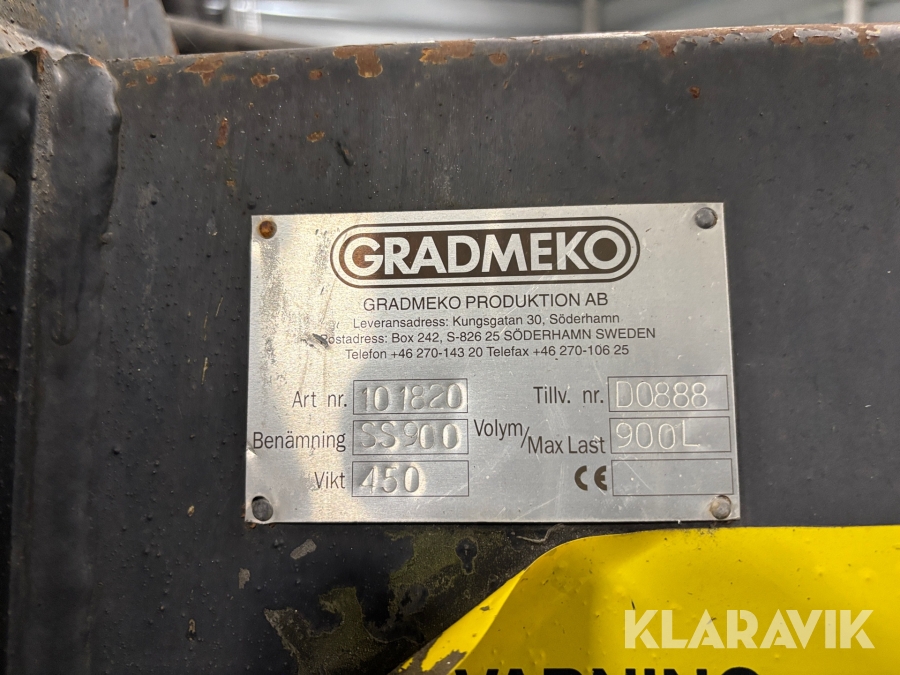 GRADMEKO
GRADMEKO PRODUKTION AB
Leveransadress: Kungsgatan 30, Söderhamn
Postadress: Box 242, S-826 25 SÖDERHAMN SWEDEN
Telefon +46 270-143 20 Telefax +46 270-106 25
Art nr. 101820 Tillv. nr. D0888
Benämning SS900 Volym/Max Last 900L
Vikt 450 CE
KLARAVIK
VARNING